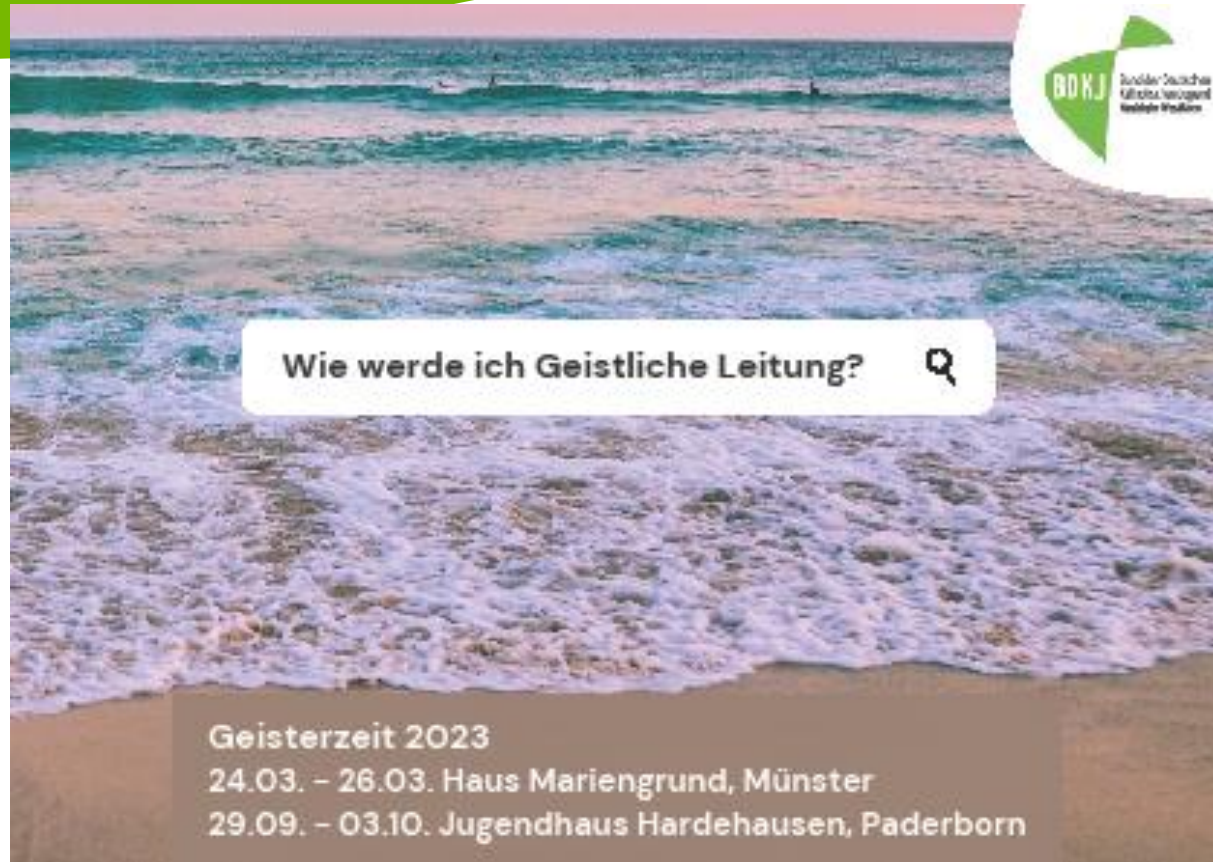 BDKJ
Wie werde ich Geistliche Leitung?
Geisterzeit 2023
24.03. – 26.03. Haus Mariengrund, Münster
29.09. – 03.10. Jugendhaus Hardehausen, Paderborn